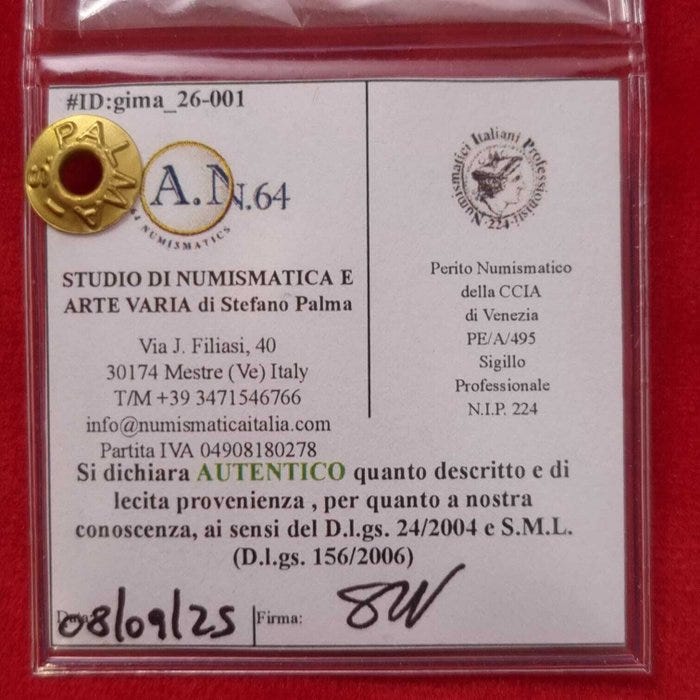 #ID:gima_26-001
S. PALMA
A.N.64
64 NUMISMATICS
STUDIO DI NUMISMATICA E
ARTE VARIA di Stefano Palma
Via J. Filiasi, 40
30174 Mestre (Ve) Italy
T/M +39 3471546766
info@numismaticaitalia.com
Partita IVA 04908180278
Numismatici Italiani Professionisti
·224·
Perito Numismatico
della CCIA
di Venezia
PE/A/495
Sigillo
Professionale
N.I.P. 224
Si dichiara AUTENTICO quanto descritto e di
lecita provenienza , per quanto a nostra
conoscenza, ai sensi del D.lgs. 24/2004 e S.M.L.
(D.lgs. 156/2006)
Data: 08/09/25
Firma: